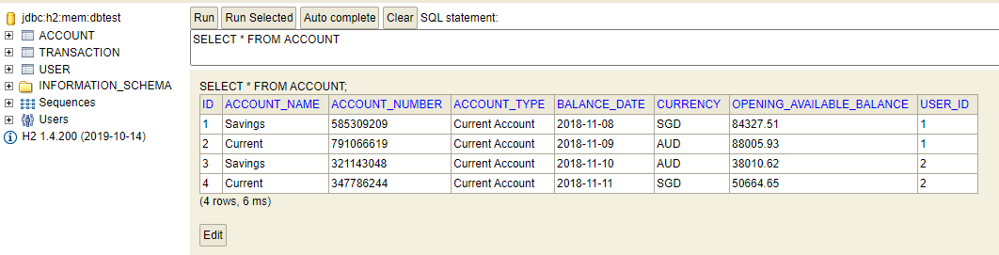 jdbc:h2:mem:dbtest
ACCOUNT
TRANSACTION
USER
INFORMATION_SCHEMA
Sequences
Users
H2 1.4.200 (2019-10-14)
Run Run Selected Auto complete Clear SQL statement:
SELECT * FROM ACCOUNT
SELECT * FROM ACCOUNT;
ID ACCOUNT_NAME ACCOUNT_NUMBER ACCOUNT_TYPE BALANCE_DATE CURRENCY OPENING_AVAILABLE_BALANCE USER_ID
1 Savings 585309209 Current Account 2018-11-08 SGD 84327.51 1
2 Current 791066619 Current Account 2018-11-09 AUD 88005.93 1
3 Savings 321143048 Current Account 2018-11-10 AUD 38010.62 2
4 Current 347786244 Current Account 2018-11-11 SGD 50664.65 2
(4 rows, 6 ms)
Edit